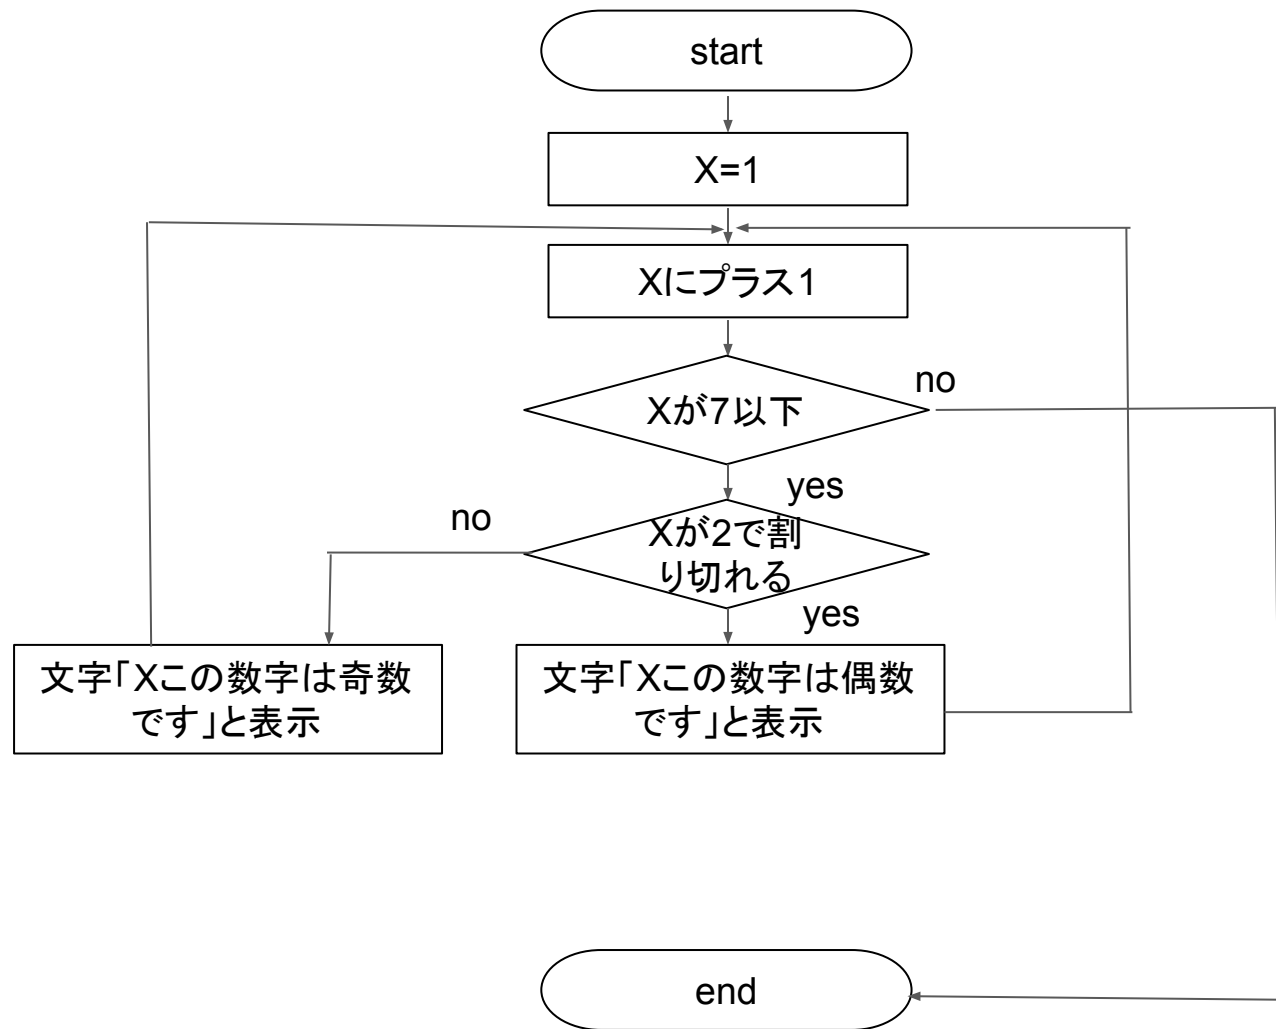 start
X=1
Xにプラス1
Xが7以下
no
yes
Xが2で割
り切れる
no
yes
文字「Xこの数字は奇数
です」と表示
文字「Xこの数字は偶数
です」と表示
end